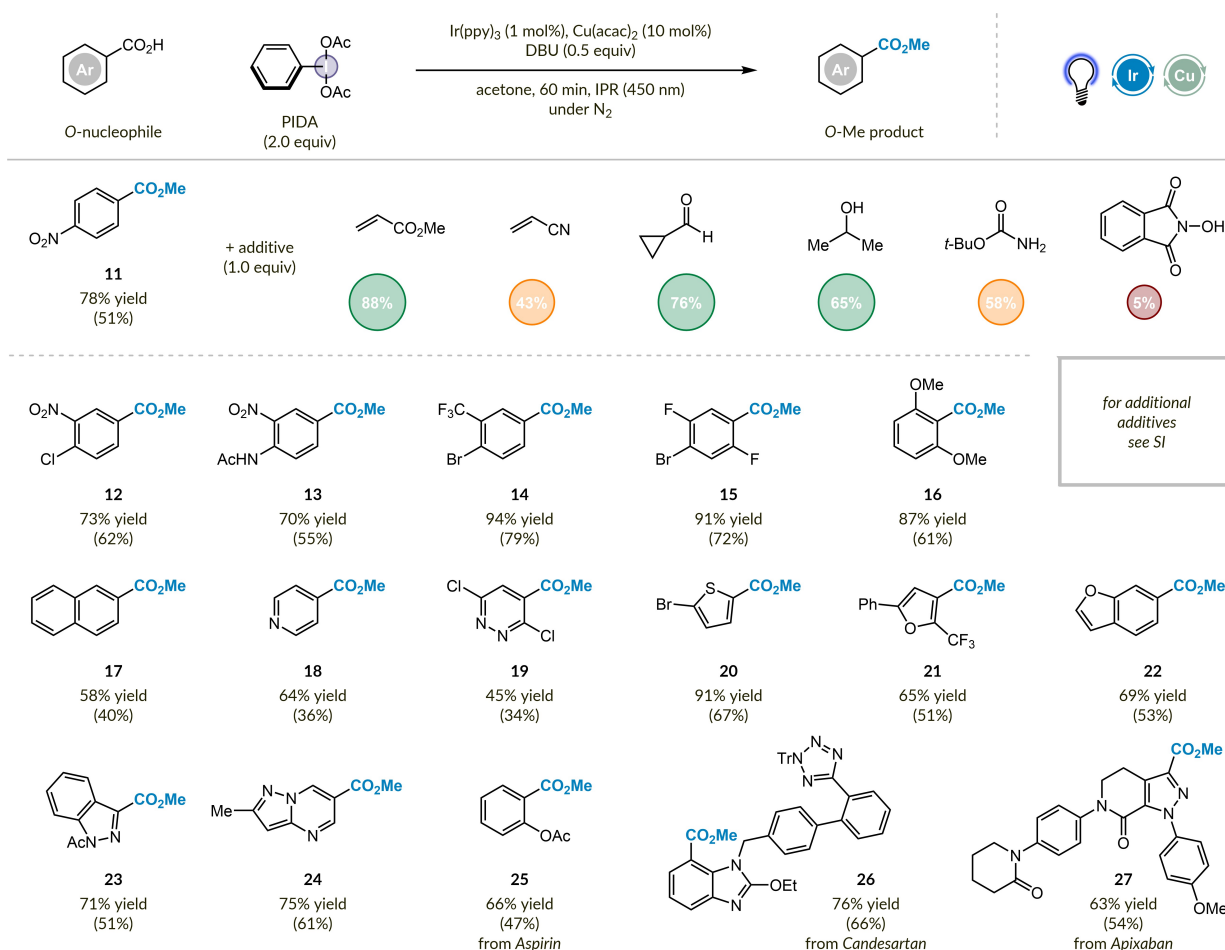 Ir(ppy)3 (1 mol%), Cu(acac)2 (10 mol%)
DBU (0.5 equiv)
acetone, 60 min, IPR (450 nm)
under N2
CO2H
Ar
O-nucleophile
OAc
I
OAc
PIDA
(2.0 equiv)
CO2Me
Ar
O-Me product
Ir
Cu
CO2Me
O2N
11
78% yield
(51%)
+ additive
(1.0 equiv)
CO2Me
88%
CN
43%
O
H
76%
OH
Me Me
65%
O
t-BuO NH2
58%
O
N OH
O
5%
for additional
additives
see SI
O2N CO2Me
Cl
12
73% yield
(62%)
O2N CO2Me
AcHN
13
70% yield
(55%)
F3C CO2Me
Br
14
94% yield
(79%)
F CO2Me
Br F
15
91% yield
(72%)
OMe
CO2Me
OMe
16
87% yield
(61%)
CO2Me
17
58% yield
(40%)
CO2Me
N
18
64% yield
(36%)
Cl CO2Me
N N Cl
19
45% yield
(34%)
S CO2Me
Br
20
91% yield
(67%)
Ph CO2Me
O CF3
21
65% yield
(51%)
O CO2Me
22
69% yield
(53%)
CO2Me
AcN N
23
71% yield
(51%)
N N CO2Me
Me N
24
75% yield
(61%)
CO2Me
OAc
25
66% yield
(47%)
from Aspirin
N N
TrN N
CO2Me
N
OEt
N
26
76% yield
(66%)
from Candesartan
CO2Me
N
N N
O
N
O
OMe
27
63% yield
(54%)
from Apixaban